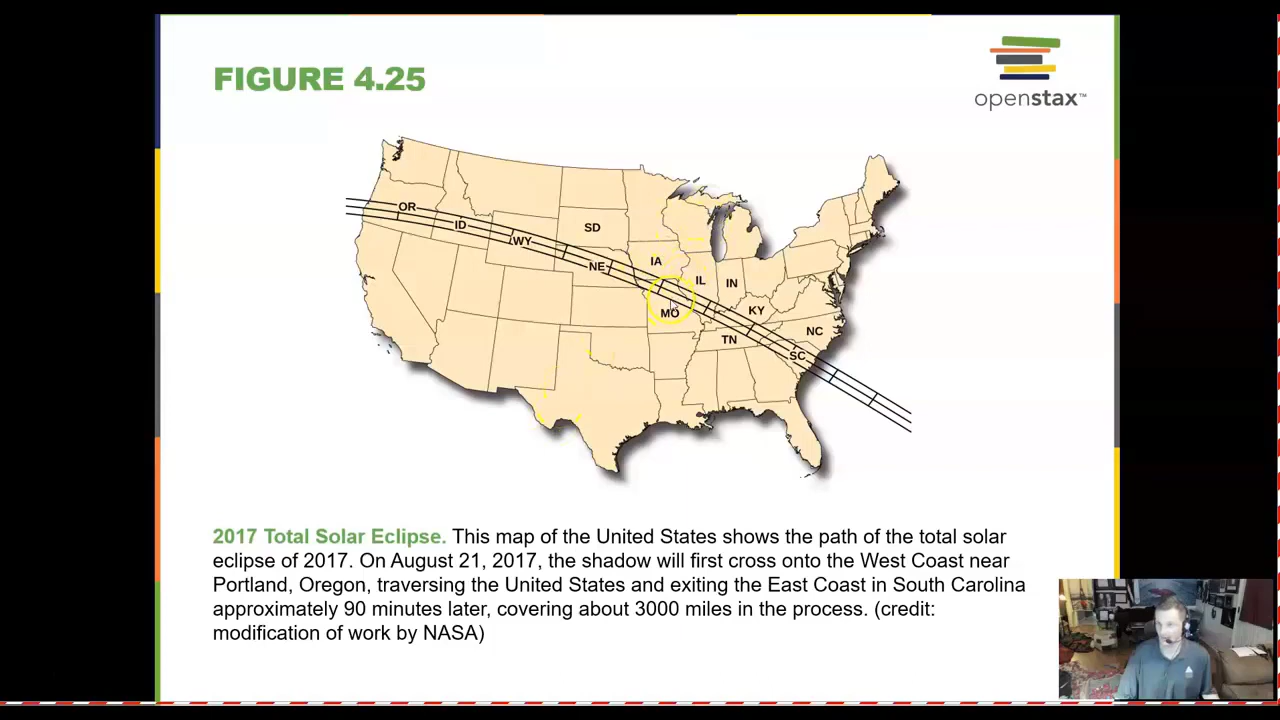 FIGURE 4.25
openstax™
OR
ID
WY
SD
NE
IA
IL
IN
MO
KY
TN
NC
SC
2017 Total Solar Eclipse. This map of the United States shows the path of the total solar
eclipse of 2017. On August 21, 2017, the shadow will first cross onto the West Coast near
Portland, Oregon, traversing the United States and exiting the East Coast in South Carolina
approximately 90 minutes later, covering about 3000 miles in the process. (credit:
modification of work by NASA)